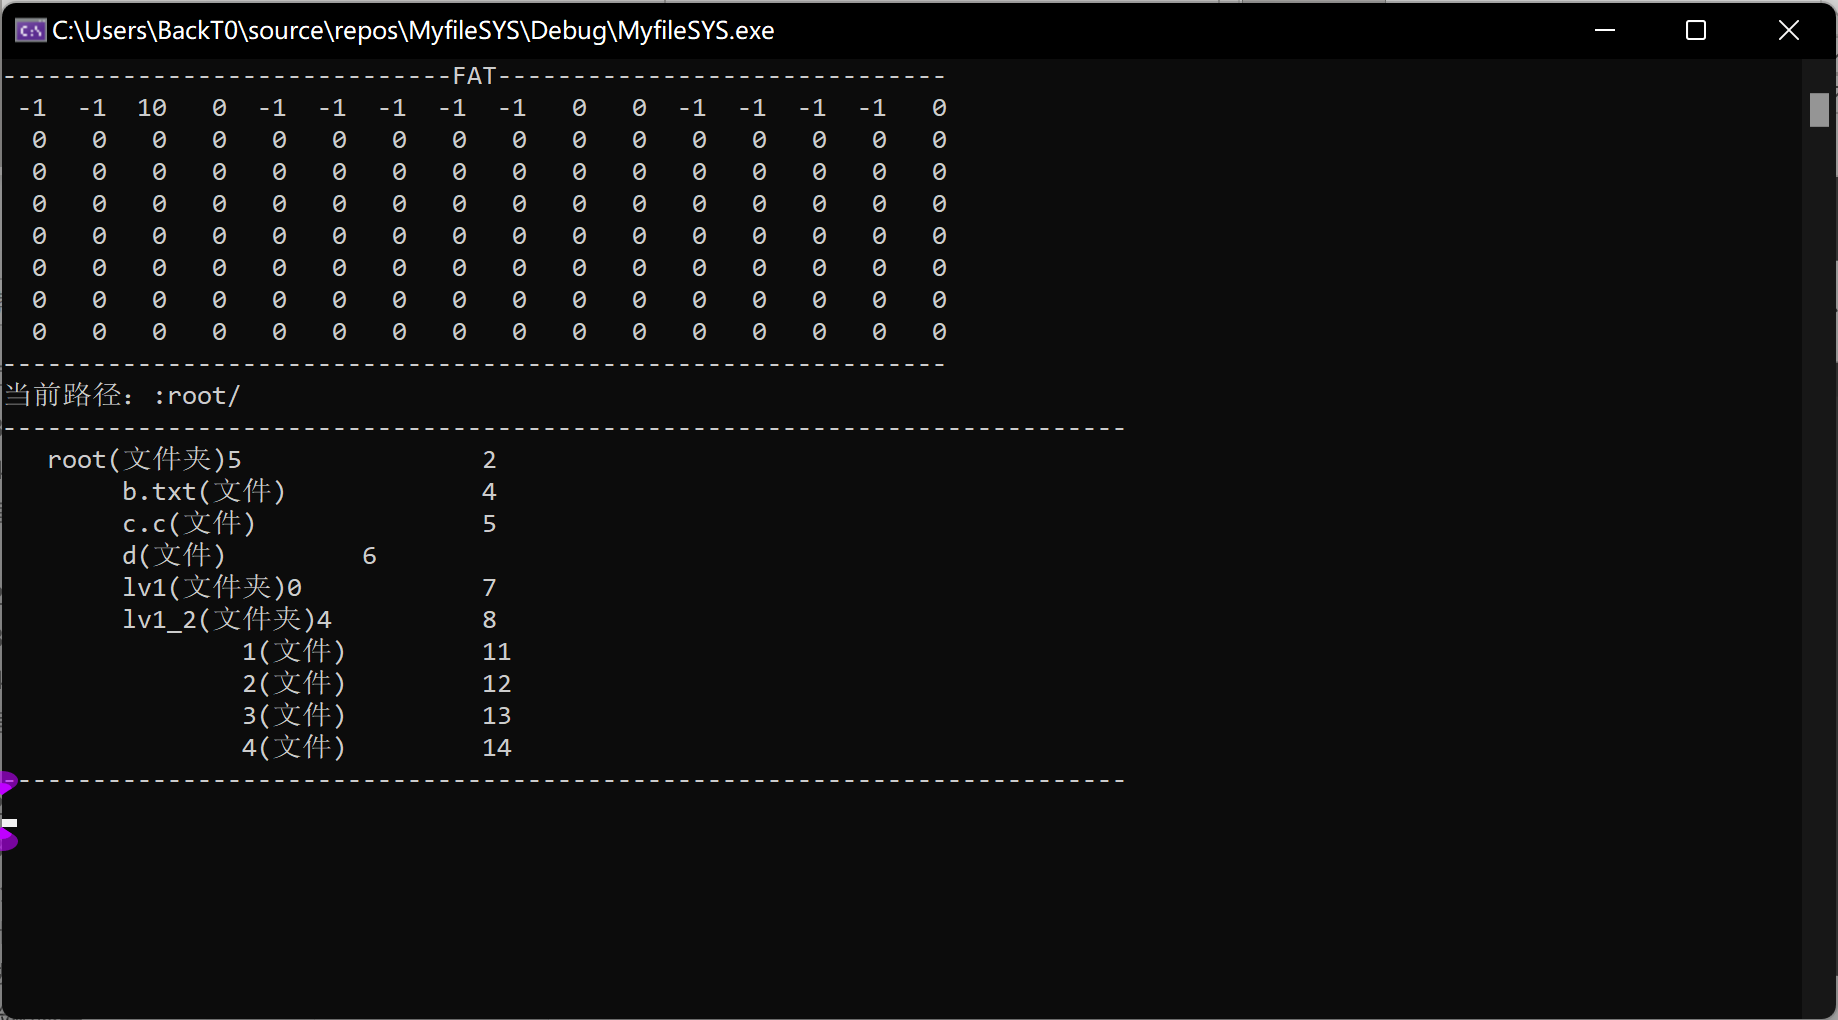 C:\Users\BackT0\source\repos\MyfileSYS\Debug\MyfileSYS.exe
------------------------------FAT------------------------------
-1 -1 10 0 -1 -1 -1 -1 -1 0 0 -1 -1 -1 -1 0
0 0 0 0 0 0 0 0 0 0 0 0 0 0 0 0
0 0 0 0 0 0 0 0 0 0 0 0 0 0 0 0
0 0 0 0 0 0 0 0 0 0 0 0 0 0 0 0
0 0 0 0 0 0 0 0 0 0 0 0 0 0 0 0
0 0 0 0 0 0 0 0 0 0 0 0 0 0 0 0
0 0 0 0 0 0 0 0 0 0 0 0 0 0 0 0
0 0 0 0 0 0 0 0 0 0 0 0 0 0 0 0
---------------------------------------------------------------
当前路径：:root/
---------------------------------------------------------------------------
root(文件夹)5 2
b.txt(文件) 4
c.c(文件) 5
d(文件) 6
lv1(文件夹)0 7
lv1_2(文件夹)4 8
1(文件) 11
2(文件) 12
3(文件) 13
4(文件) 14
---------------------------------------------------------------------------